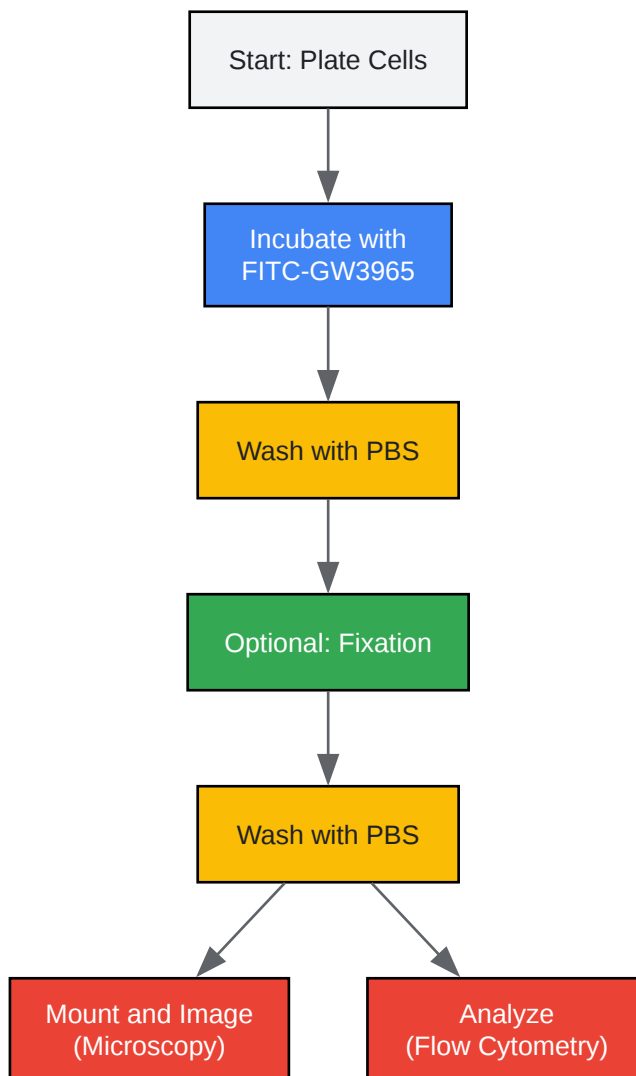 Start: Plate Cells
Incubate with
FITC-GW3965
Wash with PBS
Optional: Fixation
Wash with PBS
Mount and Image
(Microscopy)
Analyze
(Flow Cytometry)